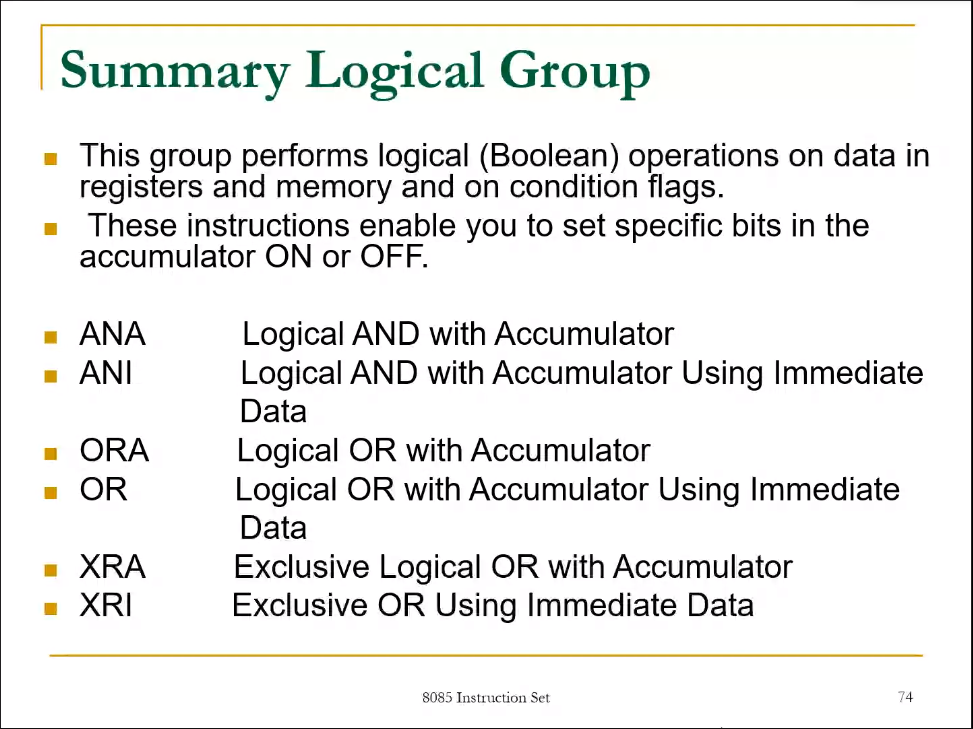 Summary Logical Group
This group performs logical (Boolean) operations on data in
registers and memory and on condition flags.
These instructions enable you to set specific bits in the
accumulator ON or OFF.
ANA Logical AND with Accumulator
ANI Logical AND with Accumulator Using Immediate
Data
ORA Logical OR with Accumulator
OR Logical OR with Accumulator Using Immediate
Data
XRA Exclusive Logical OR with Accumulator
XRI Exclusive OR Using Immediate Data
8085 Instruction Set 74